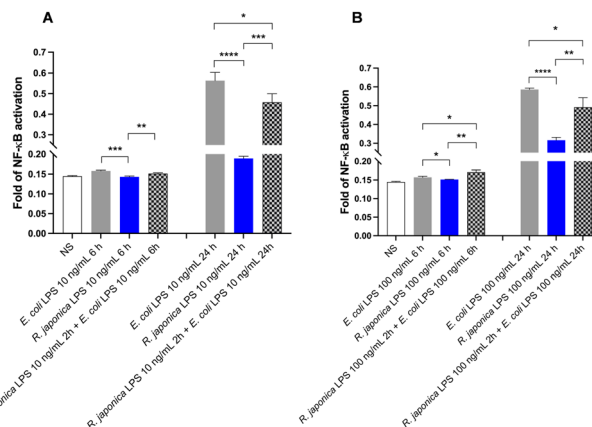 A
Fold of NF-κB activation
0.6
0.5
0.4
0.3
0.20
0.15
0.10
0.05
0.00
***
**
*
****
***
NS
E. coli LPS 10 ng/mL 6 h
R. japonica LPS 10 ng/mL 6 h
japonica LPS 10 ng/mL 2h + E. coli LPS 10 ng/mL 6h
E. coli LPS 10 ng/mL 24 h
R. japonica LPS 10 ng/mL 24 h
R. japonica LPS 10 ng/mL 2h + E. coli LPS 10 ng/mL 24h
B
Fold of NF-κB activation
0.7
0.6
0.5
0.4
0.3
0.20
0.15
0.10
0.05
0.00
*
**
*
*
**
****
NS
E. coli LPS 100 ng/mL 6 h
R. japonica LPS 100 ng/mL 6 h
R. japonica LPS 100 ng/mL 2h + E. coli LPS 100 ng/mL 6h
E. coli LPS 100 ng/mL 24 h
R. japonica LPS 100 ng/mL 24 h
R. japonica LPS 100 ng/mL 2h + E. coli LPS 100 ng/mL 24h